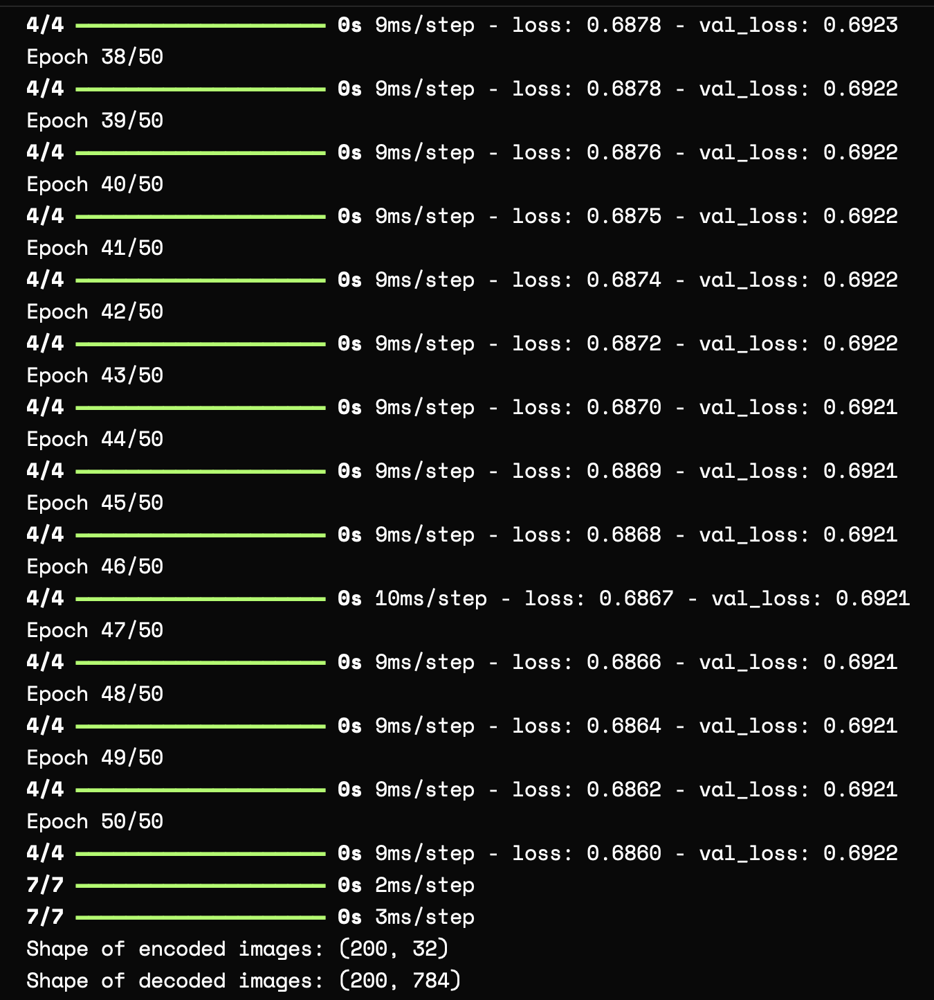 4/4 ━━━━━━━━━━━━━━━━━━━━ 0s 9ms/step - loss: 0.6878 - val_loss: 0.6923
Epoch 38/50
4/4 ━━━━━━━━━━━━━━━━━━━━ 0s 9ms/step - loss: 0.6878 - val_loss: 0.6922
Epoch 39/50
4/4 ━━━━━━━━━━━━━━━━━━━━ 0s 9ms/step - loss: 0.6876 - val_loss: 0.6922
Epoch 40/50
4/4 ━━━━━━━━━━━━━━━━━━━━ 0s 9ms/step - loss: 0.6875 - val_loss: 0.6922
Epoch 41/50
4/4 ━━━━━━━━━━━━━━━━━━━━ 0s 9ms/step - loss: 0.6874 - val_loss: 0.6922
Epoch 42/50
4/4 ━━━━━━━━━━━━━━━━━━━━ 0s 9ms/step - loss: 0.6872 - val_loss: 0.6922
Epoch 43/50
4/4 ━━━━━━━━━━━━━━━━━━━━ 0s 9ms/step - loss: 0.6870 - val_loss: 0.6921
Epoch 44/50
4/4 ━━━━━━━━━━━━━━━━━━━━ 0s 9ms/step - loss: 0.6869 - val_loss: 0.6921
Epoch 45/50
4/4 ━━━━━━━━━━━━━━━━━━━━ 0s 9ms/step - loss: 0.6868 - val_loss: 0.6921
Epoch 46/50
4/4 ━━━━━━━━━━━━━━━━━━━━ 0s 10ms/step - loss: 0.6867 - val_loss: 0.6921
Epoch 47/50
4/4 ━━━━━━━━━━━━━━━━━━━━ 0s 9ms/step - loss: 0.6866 - val_loss: 0.6921
Epoch 48/50
4/4 ━━━━━━━━━━━━━━━━━━━━ 0s 9ms/step - loss: 0.6864 - val_loss: 0.6921
Epoch 49/50
4/4 ━━━━━━━━━━━━━━━━━━━━ 0s 9ms/step - loss: 0.6862 - val_loss: 0.6921
Epoch 50/50
4/4 ━━━━━━━━━━━━━━━━━━━━ 0s 9ms/step - loss: 0.6860 - val_loss: 0.6922
7/7 ━━━━━━━━━━━━━━━━━━━━ 0s 2ms/step
7/7 ━━━━━━━━━━━━━━━━━━━━ 0s 3ms/step
Shape of encoded images: (200, 32)
Shape of decoded images: (200, 784)